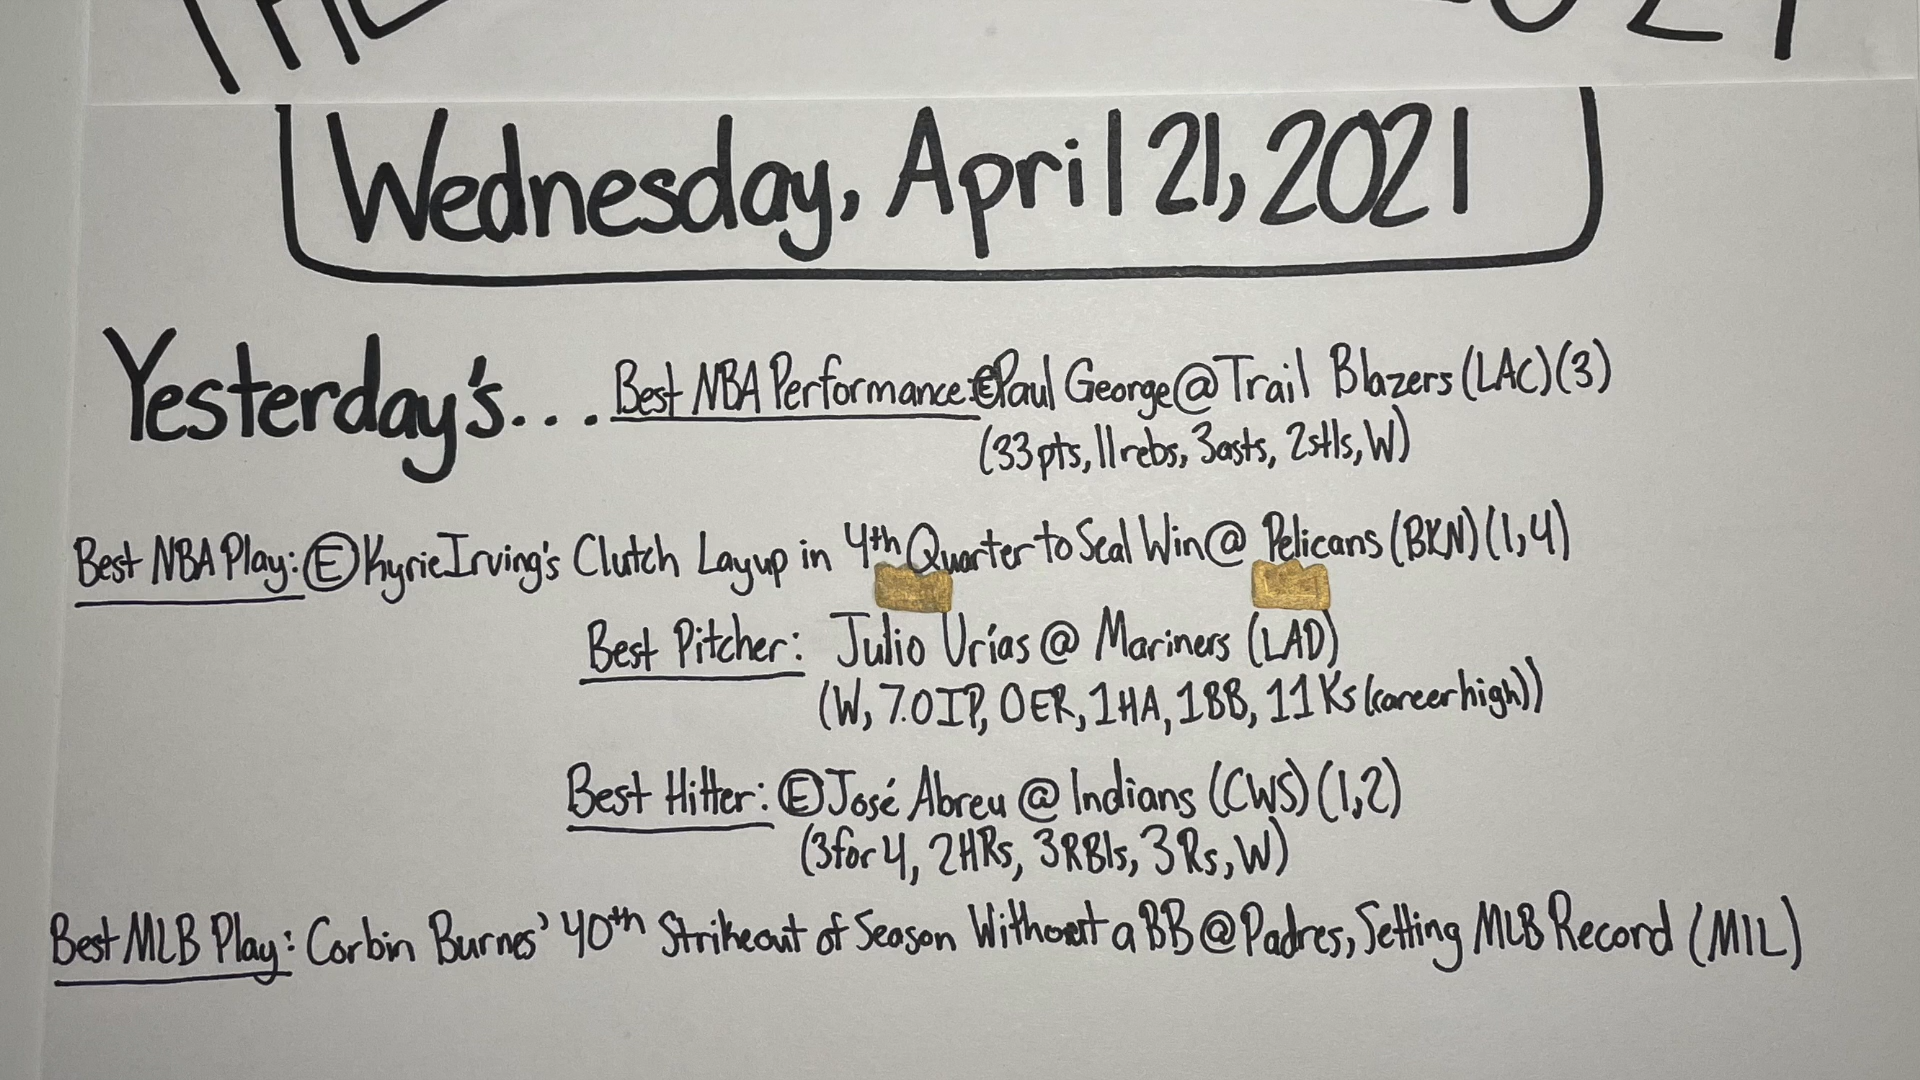 Wednesday, April 21, 2021
Yesterday's... Best NBA Performance: Ⓔ Paul George @ Trail Blazers (LAC) (3)
(33 pts, 11 rebs, 3 asts, 2 stls, W)
Best NBA Play: Ⓔ Kyrie Irving's Clutch Layup in 4th Quarter to Seal Win @ Pelicans (BKN) (1,4)
Best Pitcher: Julio Urías @ Mariners (LAD)
(W, 7.0 IP, 0 ER, 1 HA, 1 BB, 11 Ks (career high))
Best Hitter: Ⓔ José Abreu @ Indians (CWS) (1,2)
(3 for 4, 2 HRs, 3 RBIs, 3 Rs, W)
Best MLB Play: Corbin Burnes' 40th Strikeout of Season Without a BB @ Padres, Setting MLB Record (MIL)